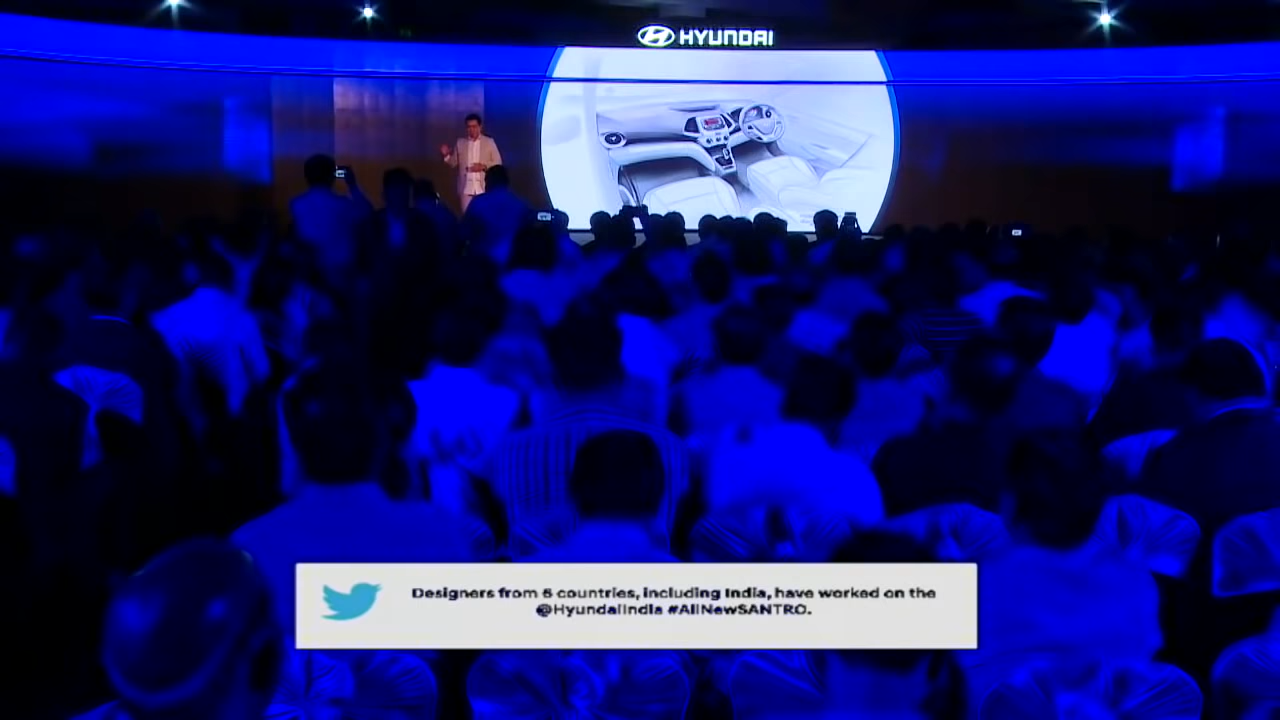 HYUNDAI
Designers from 6 countries, including India, have worked on the
@HyundaiIndia #AllNewSANTRO.